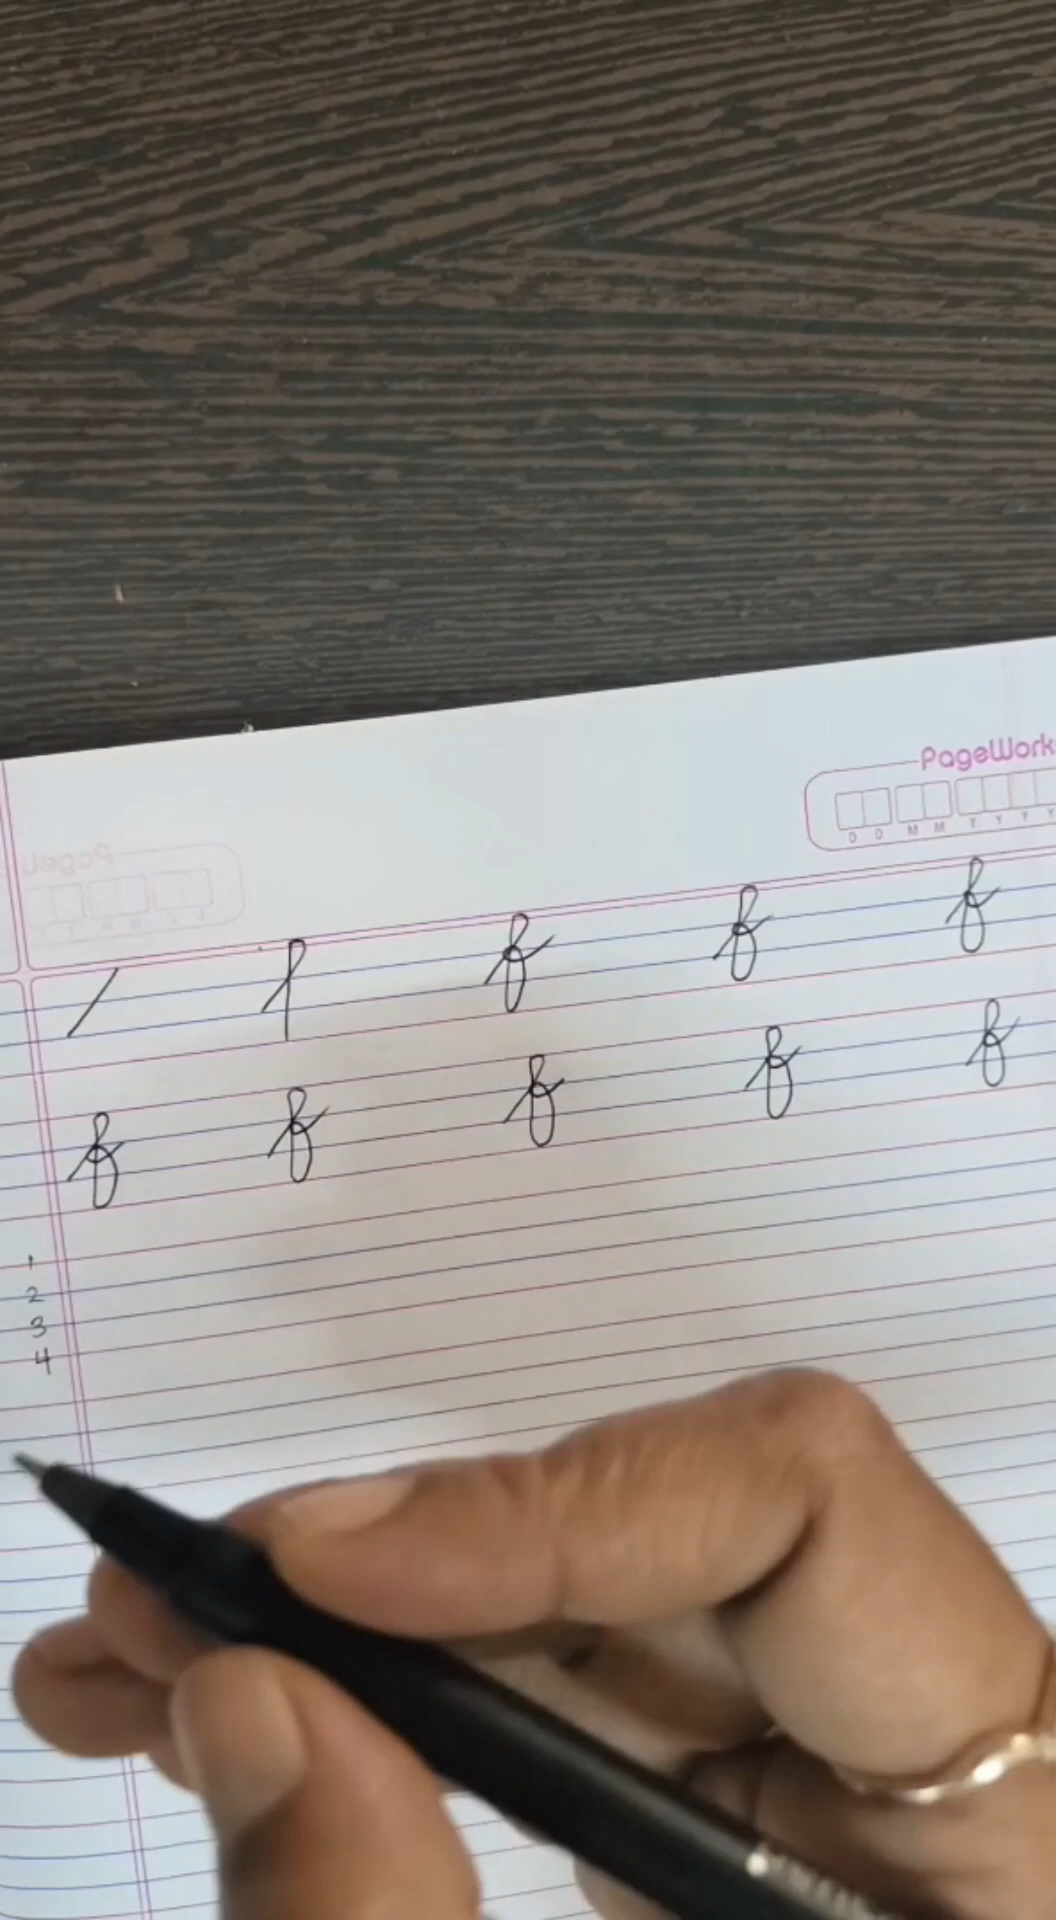 PageWork
D D M M Y Y Y Y
f f f
f f f f f
1
2
3
4